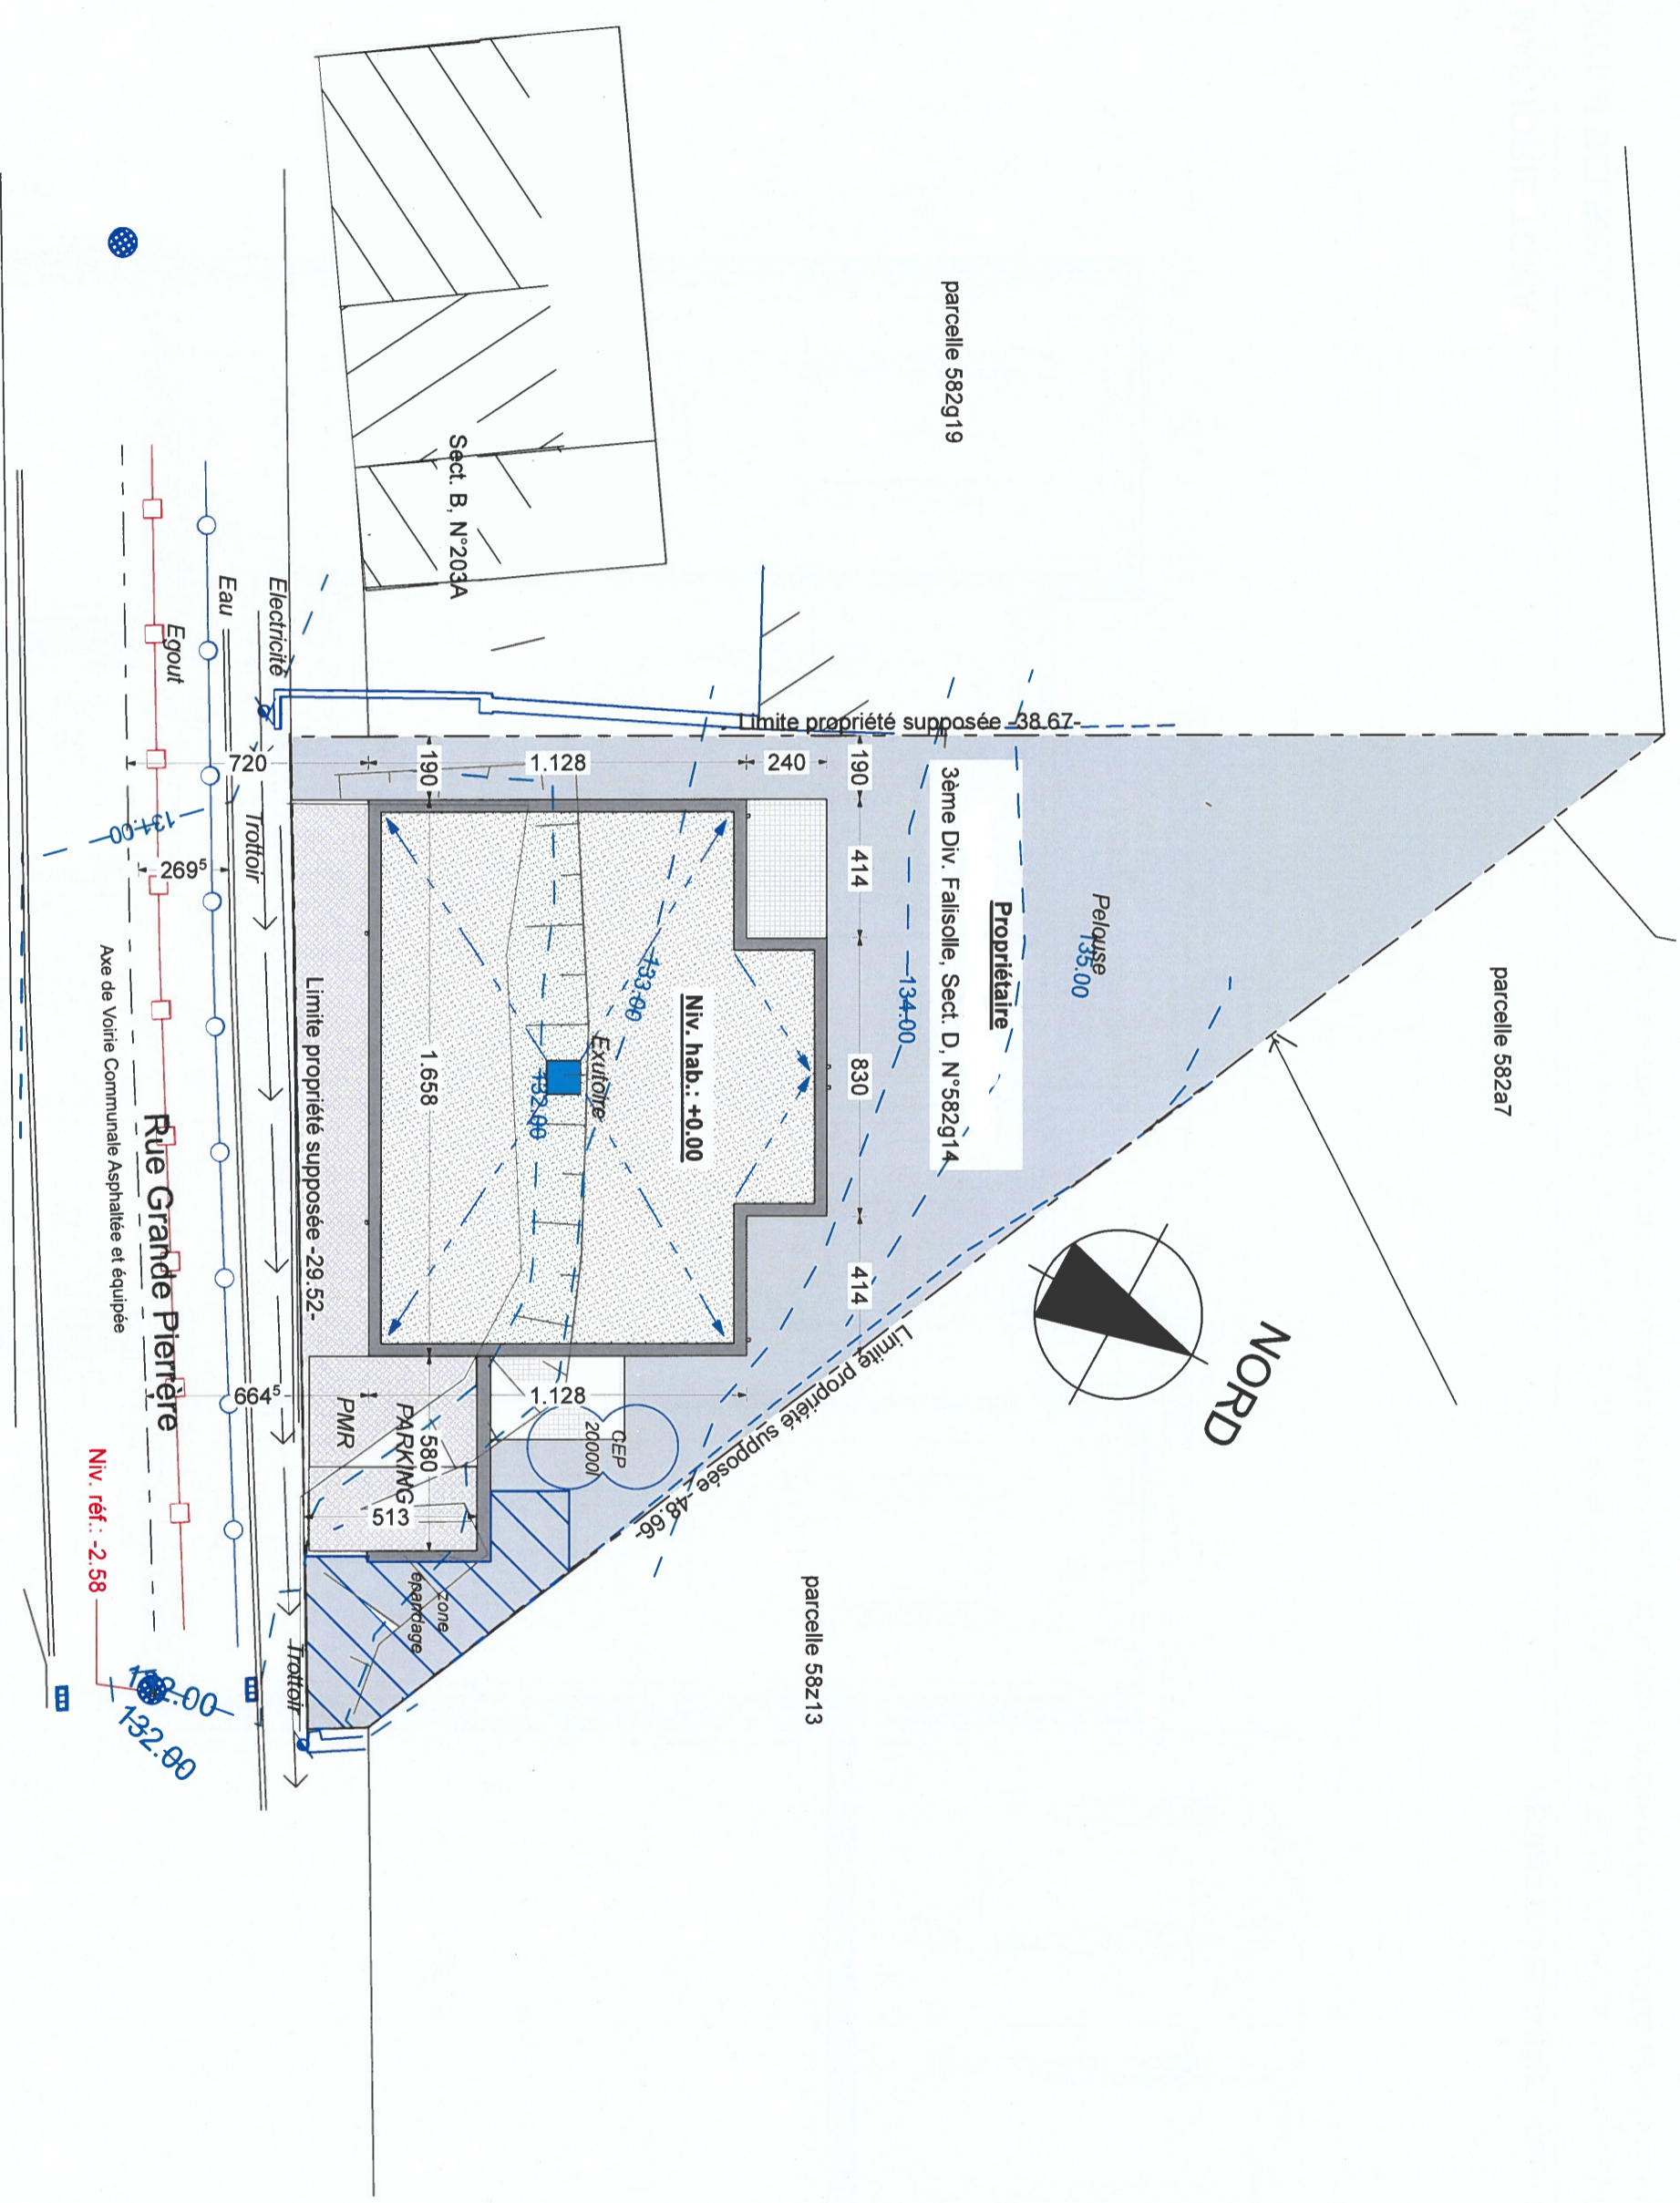 parcelle 582g19
Sect. B, N°203A
parcelle 582a7
parcelle 58z13
NORD
Limite propriété supposée -38.67-
Limite propriété supposée -48.66-
Limite propriété supposée -29.52-
Pelouse
135.00
Propriétaire
3ème Div. Falisolle, Sect. D, N°582g14
134.00
190
414
830
414
240
1.128
190
720
Niv. hab.: +0.00
133.00
Exutoire
132.00
1.658
1.128
CEP
20000l
580
PARKING
PMR
513
664⁵
zone
épandage
Electricité
Eau
Egout
Trottoir
Trottoir
131.00
269⁵
Axe de Voirie Communale Asphaltée et équipée
Rue Grande Pierrère
Niv. réf.: -2.58
132.00